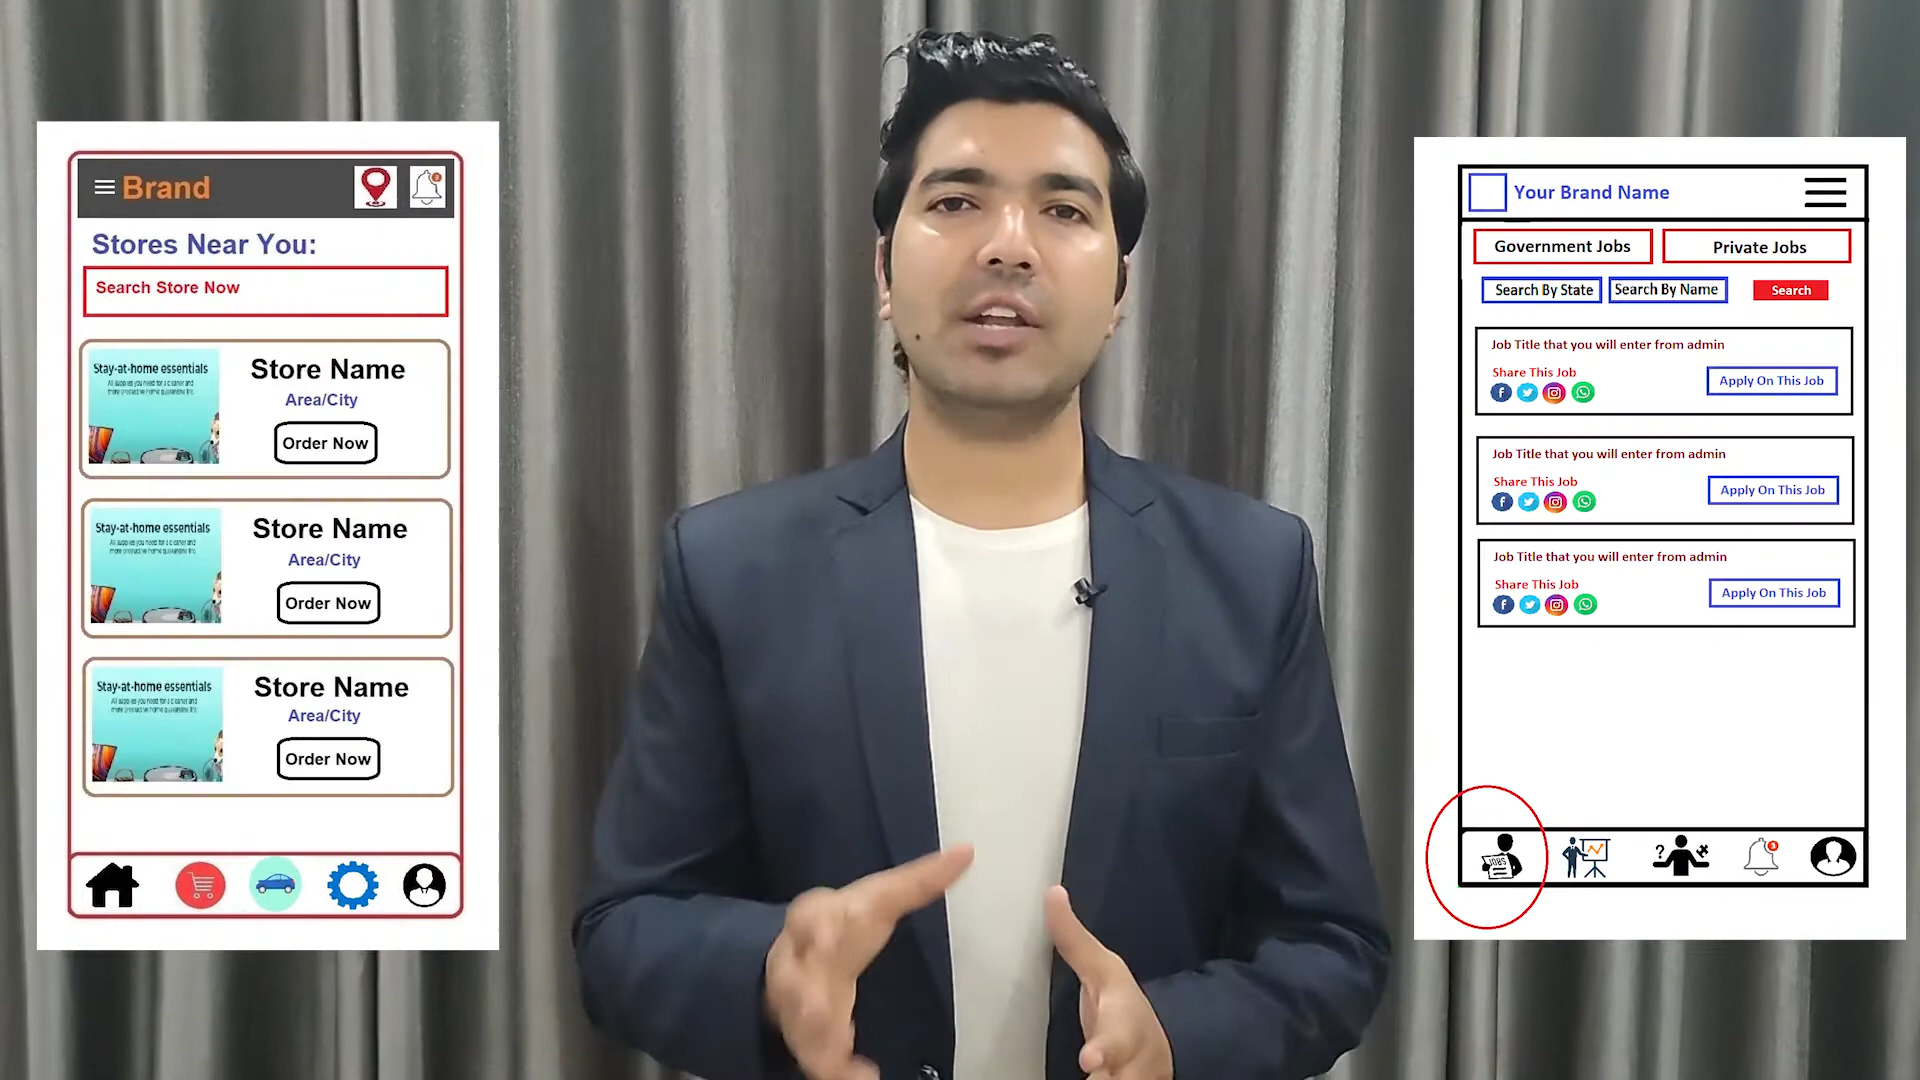 Brand
3
Stores Near You:
Search Store Now
Stay-at-home essentials
Store Name
Area/City
Order Now
Stay-at-home essentials
Store Name
Area/City
Order Now
Stay-at-home essentials
Store Name
Area/City
Order Now
Your Brand Name
Government Jobs
Private Jobs
Search By State
Search By Name
Search
Job Title that you will enter from admin
Share This Job
Apply On This Job
Job Title that you will enter from admin
Share This Job
Apply On This Job
Job Title that you will enter from admin
Share This Job
Apply On This Job
JOBS
3